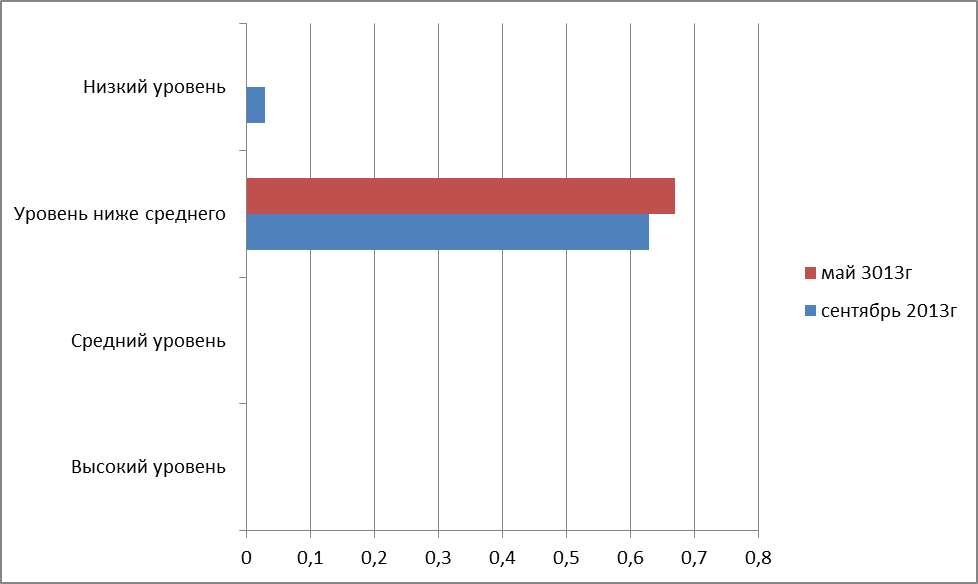 Низкий уровень
Уровень ниже среднего
Средний уровень
Высокий уровень
0 0,1 0,2 0,3 0,4 0,5 0,6 0,7 0,8
май 3013г
сентябрь 2013г